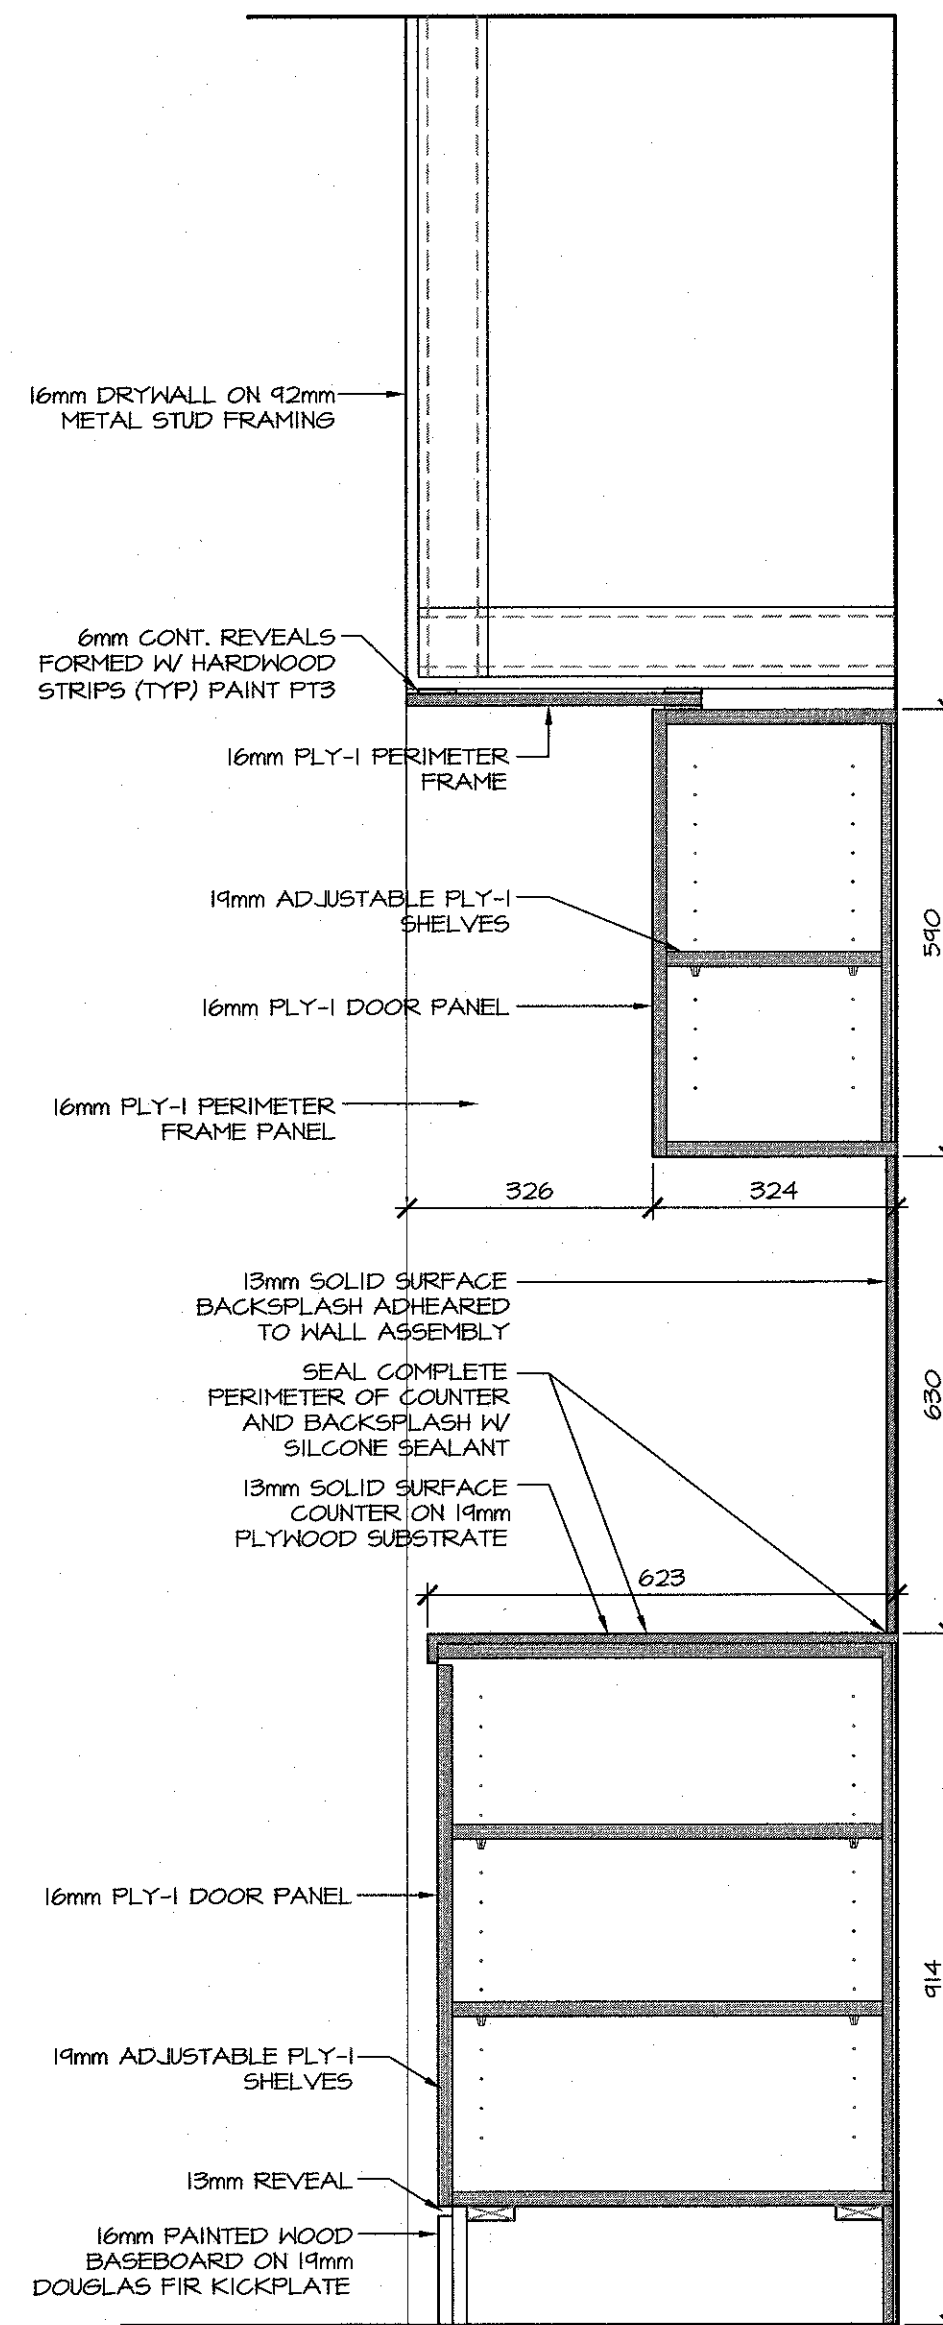 16mm DRYWALL ON 92mm
METAL STUD FRAMING
6mm CONT. REVEALS
FORMED W/ HARDWOOD
STRIPS (TYP) PAINT PT3
16mm PLY-1 PERIMETER
FRAME
19mm ADJUSTABLE PLY-1
SHELVES
590
16mm PLY-1 DOOR PANEL
16mm PLY-1 PERIMETER
FRAME PANEL
326
324
13mm SOLID SURFACE
BACKSPLASH ADHEARED
TO WALL ASSEMBLY
SEAL COMPLETE
PERIMETER OF COUNTER
AND BACKSPLASH W/
SILCONE SEALANT
630
13mm SOLID SURFACE
COUNTER ON 19mm
PLYWOOD SUBSTRATE
623
16mm PLY-1 DOOR PANEL
914
19mm ADJUSTABLE PLY-1
SHELVES
13mm REVEAL
16mm PAINTED WOOD
BASEBOARD ON 19mm
DOUGLAS FIR KICKPLATE